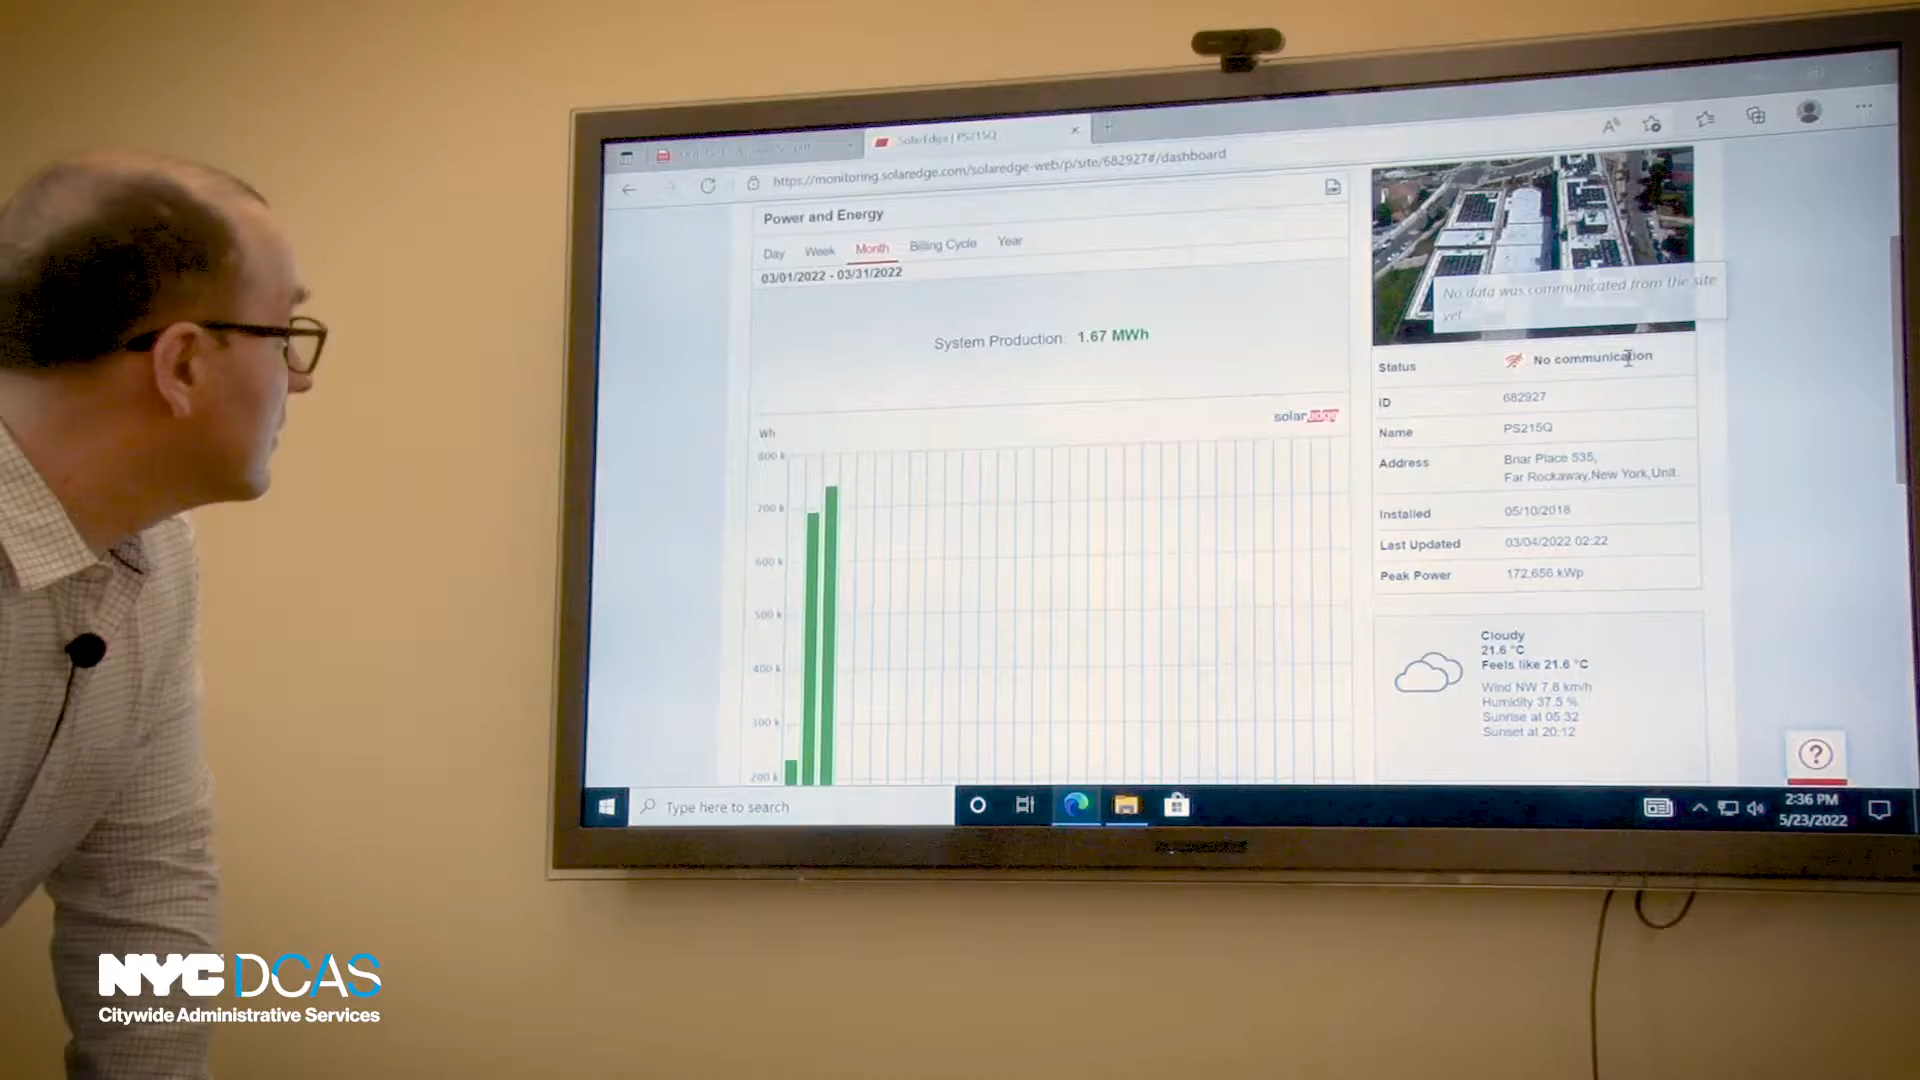 SolarEdge | PS215Q
https://monitoring.solaredge.com/solaredge-web/p/site/682927#/dashboard
Power and Energy
Day Week Month Billing Cycle Year
03/01/2022 - 03/31/2022
System Production: 1.67 MWh
solaredge
Wh
800 k
700 k
600 k
500 k
400 k
300 k
200 k
No data was communicated from the site
yet
Status No communication
ID 682927
Name PS215Q
Address Briar Place 535,
Far Rockaway,New York,Unit.
Installed 05/10/2018
Last Updated 03/04/2022 02:22
Peak Power 172,656 kWp
Cloudy
21.6 °C
Feels like 21.6 °C
Wind NW 7.8 km/h
Humidity 37.5 %
Sunrise at 05:32
Sunset at 20:12
?
Type here to search
2:36 PM
5/23/2022
NYC DCAS
Citywide Administrative Services